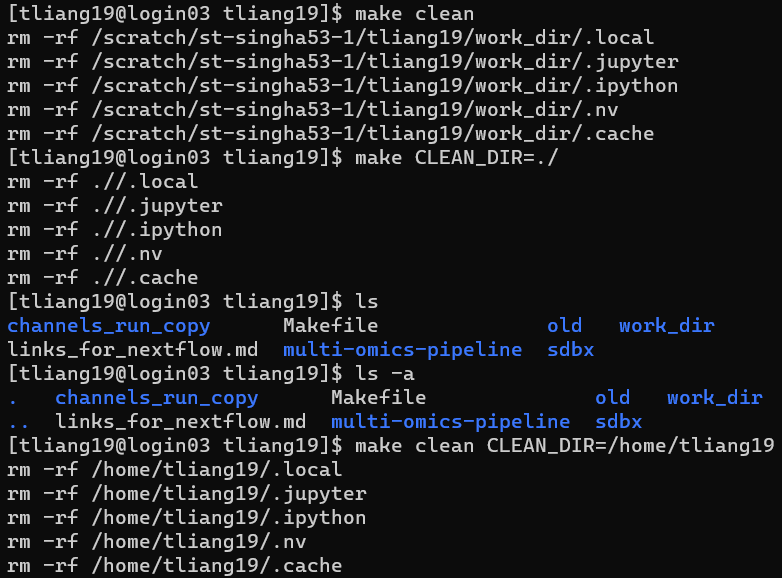 [tliang19@login03 tliang19]$ make clean
rm -rf /scratch/st-singha53-1/tliang19/work_dir/.local
rm -rf /scratch/st-singha53-1/tliang19/work_dir/.jupyter
rm -rf /scratch/st-singha53-1/tliang19/work_dir/.ipython
rm -rf /scratch/st-singha53-1/tliang19/work_dir/.nv
rm -rf /scratch/st-singha53-1/tliang19/work_dir/.cache
[tliang19@login03 tliang19]$ make CLEAN_DIR=./
rm -rf .//.local
rm -rf .//.jupyter
rm -rf .//.ipython
rm -rf .//.nv
rm -rf .//.cache
[tliang19@login03 tliang19]$ ls
channels_run_copy      Makefile              old   work_dir
links_for_nextflow.md  multi-omics-pipeline  sdbx
[tliang19@login03 tliang19]$ ls -a
.   channels_run_copy      Makefile              old   work_dir
..  links_for_nextflow.md  multi-omics-pipeline  sdbx
[tliang19@login03 tliang19]$ make clean CLEAN_DIR=/home/tliang19
rm -rf /home/tliang19/.local
rm -rf /home/tliang19/.jupyter
rm -rf /home/tliang19/.ipython
rm -rf /home/tliang19/.nv
rm -rf /home/tliang19/.cache